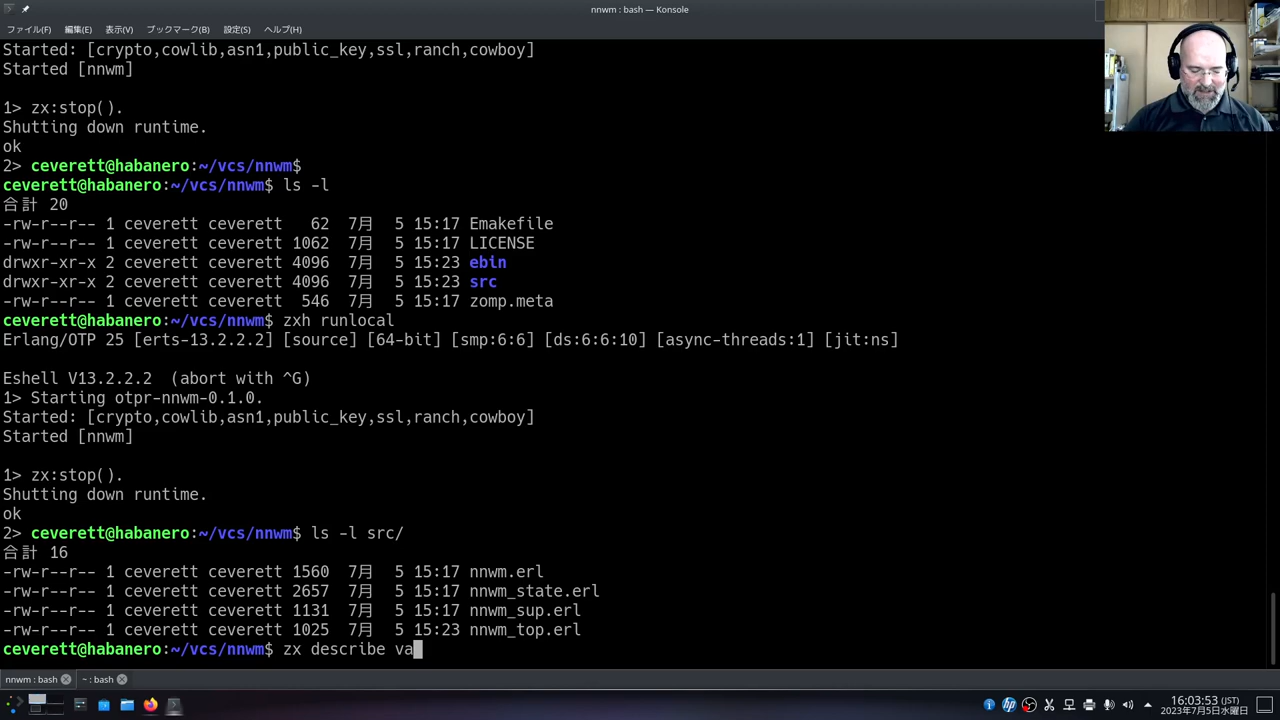 nnwm : bash — Konsole
ファイル(F) 編集(E) 表示(V) ブックマーク(B) 設定(S) ヘルプ(H)
Started: [crypto,cowlib,asn1,public_key,ssl,ranch,cowboy]
Started [nnwm]
1> zx:stop().
Shutting down runtime.
ok
2> ceverett@habanero:~/vcs/nnwm$
ceverett@habanero:~/vcs/nnwm$ ls -l
合計 20
-rw-r--r-- 1 ceverett ceverett   62  7月  5 15:17 Emakefile
-rw-r--r-- 1 ceverett ceverett 1062  7月  5 15:17 LICENSE
drwxr-xr-x 2 ceverett ceverett 4096  7月  5 15:23 ebin
drwxr-xr-x 2 ceverett ceverett 4096  7月  5 15:23 src
-rw-r--r-- 1 ceverett ceverett  546  7月  5 15:17 zomp.meta
ceverett@habanero:~/vcs/nnwm$ zxh runlocal
Erlang/OTP 25 [erts-13.2.2.2] [source] [64-bit] [smp:6:6] [ds:6:6:10] [async-threads:1] [jit:ns]
Eshell V13.2.2.2  (abort with ^G)
1> Starting otpr-nnwm-0.1.0.
Started: [crypto,cowlib,asn1,public_key,ssl,ranch,cowboy]
Started [nnwm]
1> zx:stop().
Shutting down runtime.
ok
2> ceverett@habanero:~/vcs/nnwm$ ls -l src/
合計 16
-rw-r--r-- 1 ceverett ceverett 1560  7月  5 15:17 nnwm.erl
-rw-r--r-- 1 ceverett ceverett 2657  7月  5 15:17 nnwm_state.erl
-rw-r--r-- 1 ceverett ceverett 1131  7月  5 15:17 nnwm_sup.erl
-rw-r--r-- 1 ceverett ceverett 1025  7月  5 15:23 nnwm_top.erl
ceverett@habanero:~/vcs/nnwm$ zx describe va
nnwm : bash ~ : bash
16:03:53 (JST)
2023年7月5日水曜日